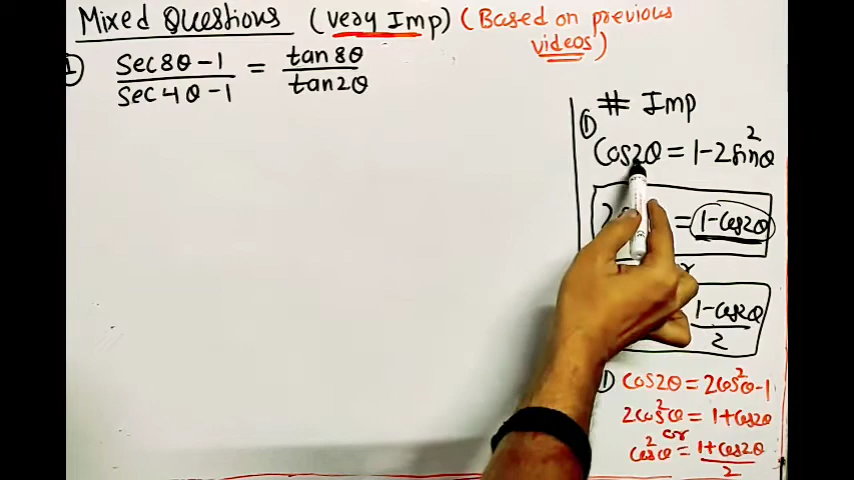 Mixed Questions (very Imp) (Based on previous videos)
1 sec8θ-1/sec4θ-1 = tan8θ/tan2θ
# Imp
① Cos2θ = 1-2sin²θ
= 1-cos2θ
or
1-cos2θ/2
Cos2θ = 2cos²θ-1
2cos²θ = 1+cos2θ
or
cos²θ = 1+cos2θ/2